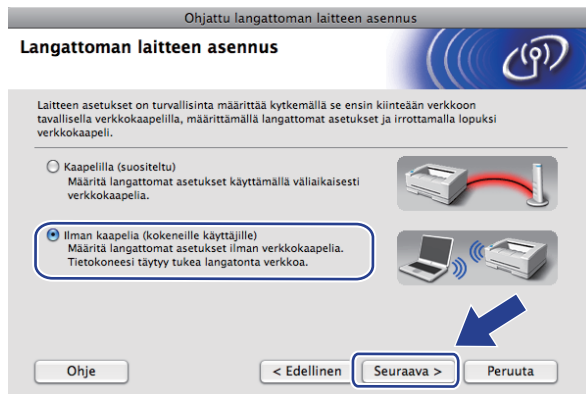 Ohjattu langattoman laitteen asennus
Langattoman laitteen asennus
Laitteen asetukset on turvallisinta määrittää kytkemällä se ensin kiinteään verkkoon
tavallisella verkkokaapelilla, määrittämällä langattomat asetukset ja irrottamalla lopuksi
verkkokaapeli.
Kaapelilla (suositeltu)
Määritä langattomat asetukset käyttämällä väliaikaisesti
verkkokaapelia.
Ilman kaapelia (kokeneille käyttäjille)
Määritä langattomat asetukset ilman verkkokaapelia.
Tietokoneesi täytyy tukea langatonta verkkoa.
Ohje
< Edellinen
Seuraava >
Peruuta